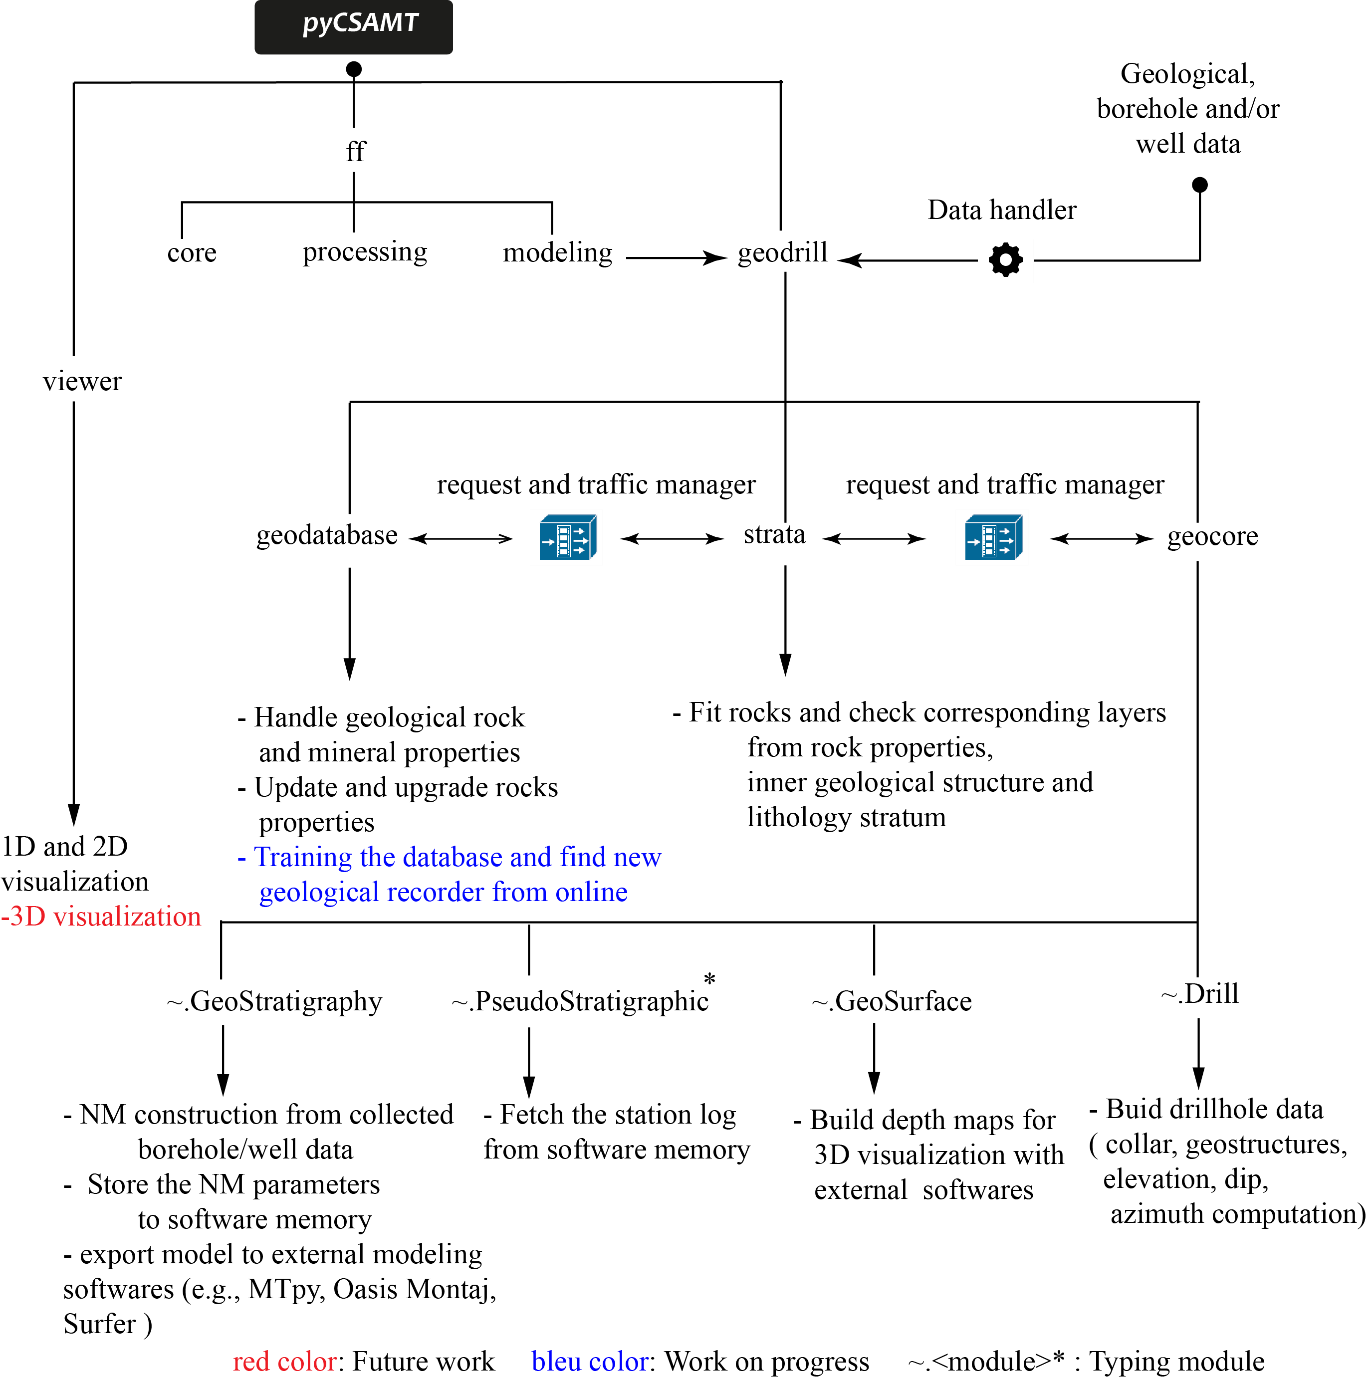 pyCSAMT
Geological,
borehole and/or
well data
ff
Data handler
core
processing
modeling
geodrill
viewer
request and traffic manager
request and traffic manager
geodatabase
strata
geocore
- Handle geological rock
and mineral properties
- Update and upgrade rocks
properties
- Training the database and find new
geological recorder from online
- Fit rocks and check corresponding layers
from rock properties,
inner geological structure and
lithology stratum
1D and 2D
visualization
-3D visualization
~.GeoStratigraphy
~.PseudoStratigraphic*
~.GeoSurface
~.Drill
- NM construction from collected
borehole/well data
- Store the NM parameters
to software memory
- export model to external modeling
softwares (e.g., MTpy, Oasis Montaj,
Surfer )
- Fetch the station log
from software memory
- Build depth maps for
3D visualization with
external softwares
- Buid drillhole data
( collar, geostructures,
elevation, dip,
azimuth computation)
red color: Future work bleu color: Work on progress ~.<module>* : Typing module